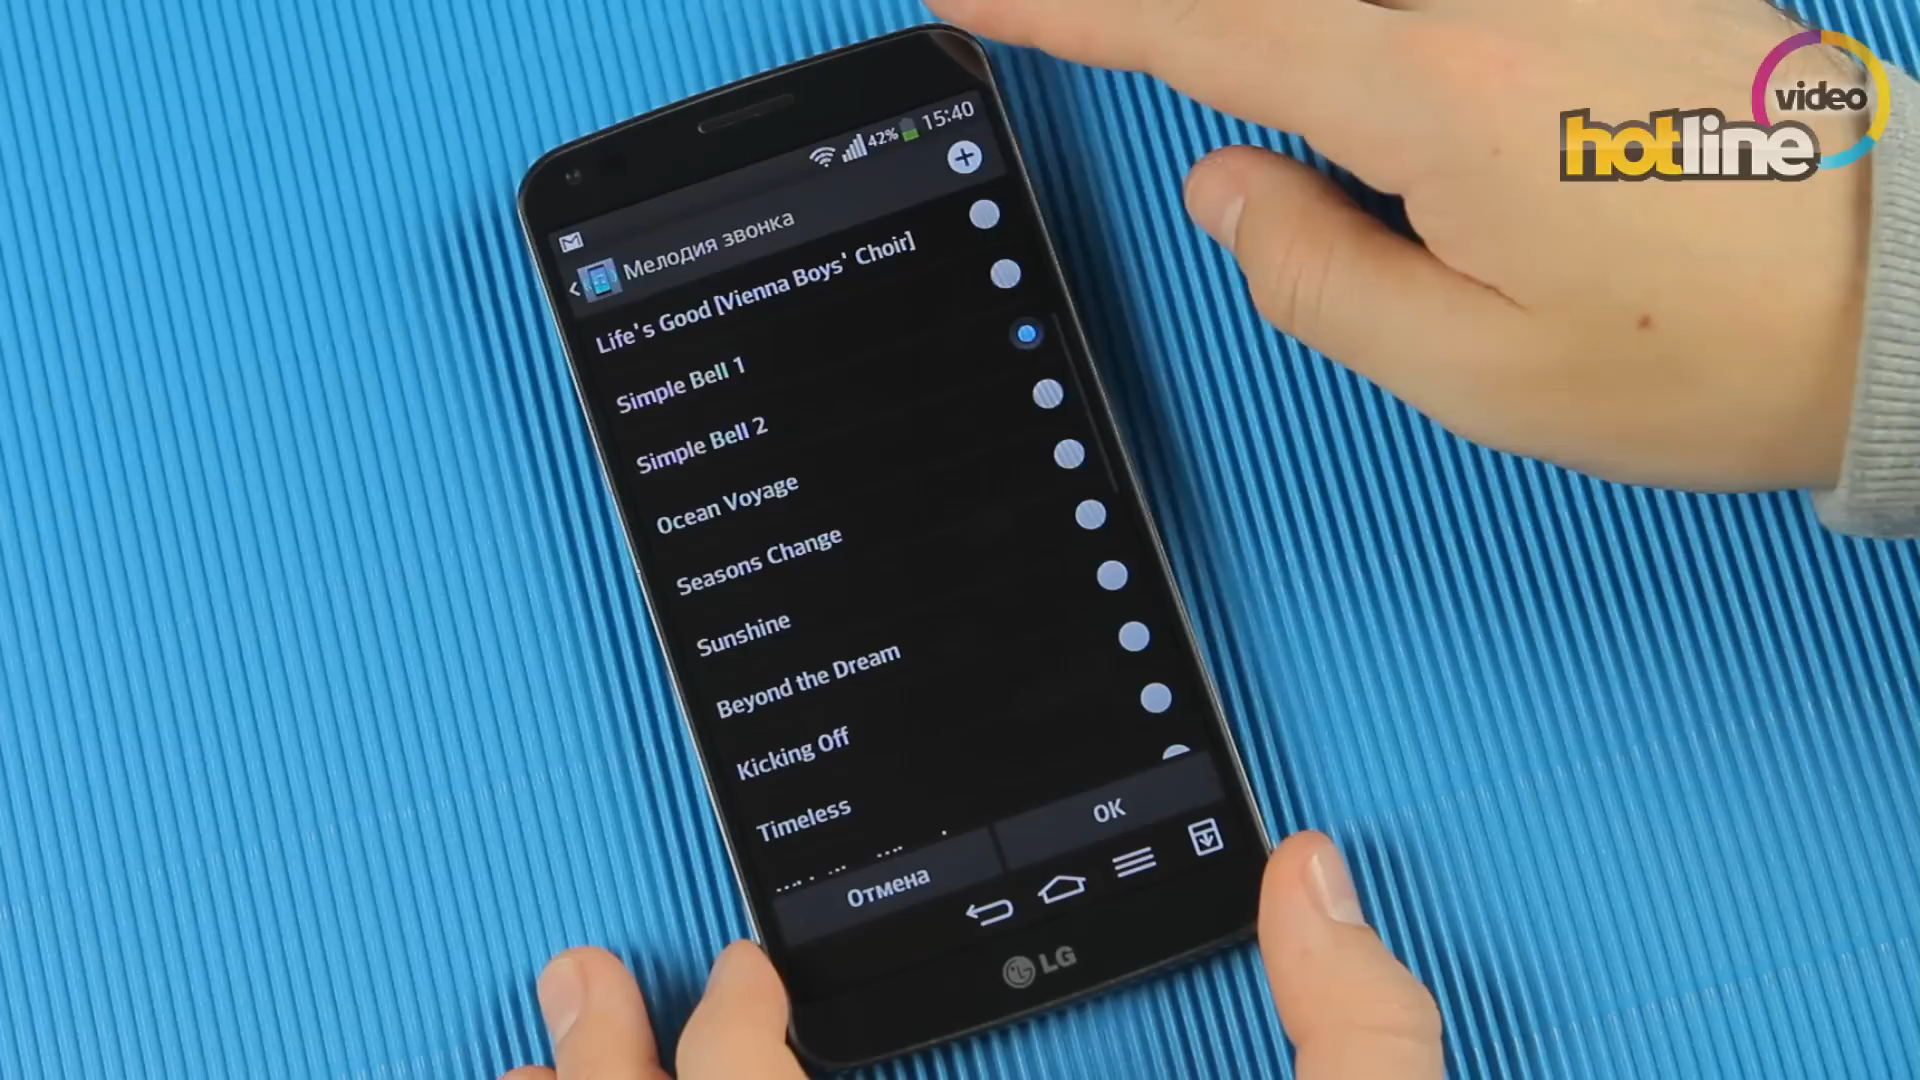 video
hotline
42% 15:40
Мелодия звонка
Life's Good [Vienna Boys' Choir]
Simple Bell 1
Simple Bell 2
Ocean Voyage
Seasons Change
Sunshine
Beyond the Dream
Kicking Off
Timeless
Отмена
OK
LG